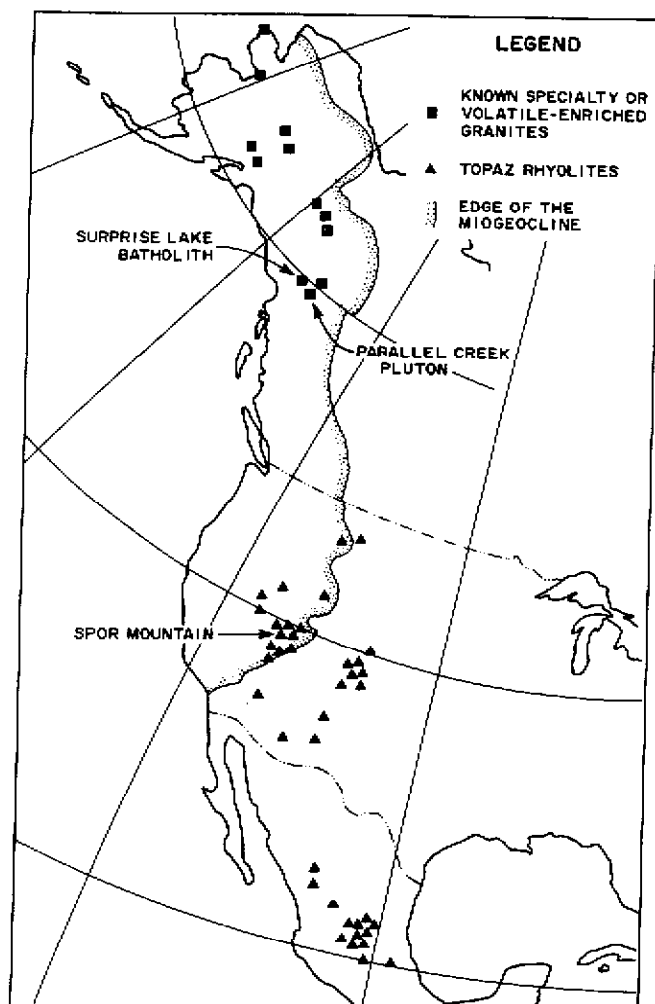 LEGEND
KNOWN SPECIALTY OR
VOLATILE-ENRICHED
GRANITES
TOPAZ RHYOLITES
EDGE OF THE
MIOGEOCLINE
SURPRISE LAKE
BATHOLITH
PARALLEL CREEK
PLUTON
SPOR MOUNTAIN